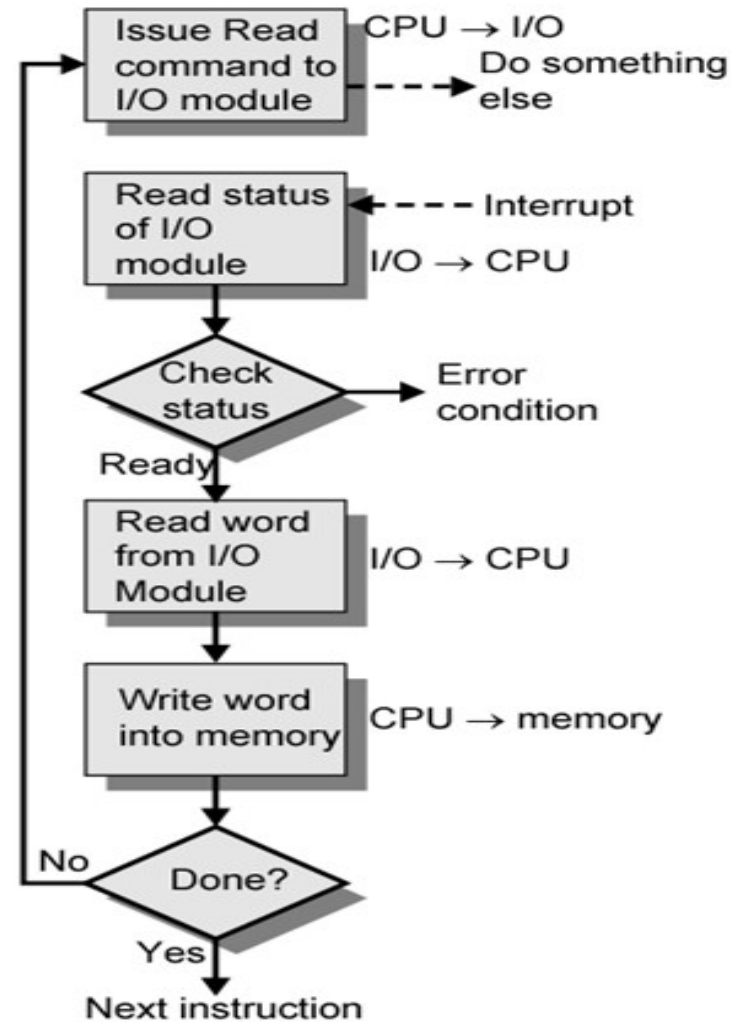 Issue Read
command to
I/O module
CPU → I/O
Do something
else
Read status
of I/O
module
Interrupt
I/O → CPU
Check
status
Error
condition
Ready
Read word
from I/O
Module
I/O → CPU
Write word
into memory
CPU → memory
No
Done?
Yes
Next instruction